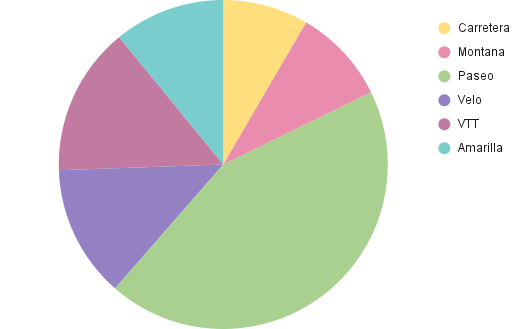 Carretera
Montana
Paseo
Velo
VTT
Amarilla